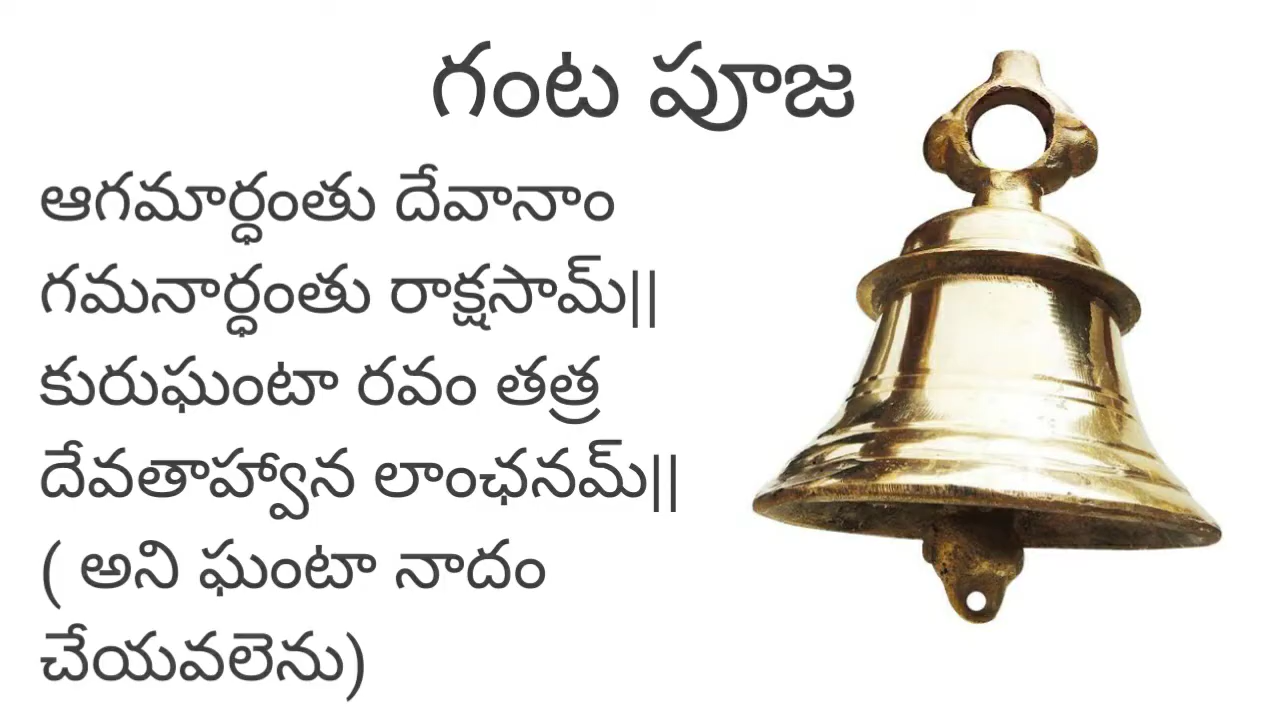 గంట పూజ
ఆగమార్ధంతు దేవానాం
గమనార్ధంతు రాక్షసామ్||
కురుఘంటా రవం తత్ర
దేవతాహ్వాన లాంఛనమ్||
( అని ఘంటా నాదం
చేయవలెను)